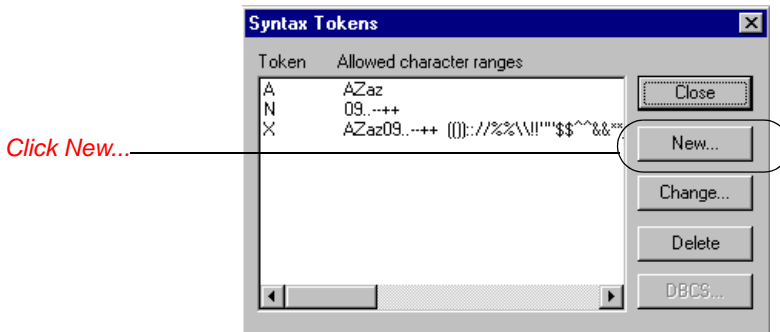 Syntax Tokens
Token Allowed character ranges
A AZaz
N 09..--++
X AZaz09..--++ (()):://%%\\!!""$$^^&&**
Close
Click New...
New...
Change...
Delete
DBCS...